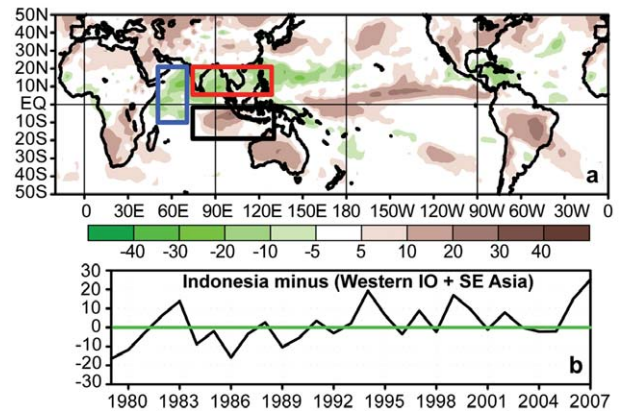 50N
40N
30N
20N
10N
EQ
10S
20S
30S
40S
50S
a
0 30E 60E 90E 120E 180 150W 120W 90W 60W 30W 0
-40 -30 -20 -10 -5 5 10 20 30 40
30
20
10
0
-10
-20
-30
Indonesia minus (Western IO + SE Asia)
b
1980 1983 1986 1989 1992 1995 1998 2001 2004 2007